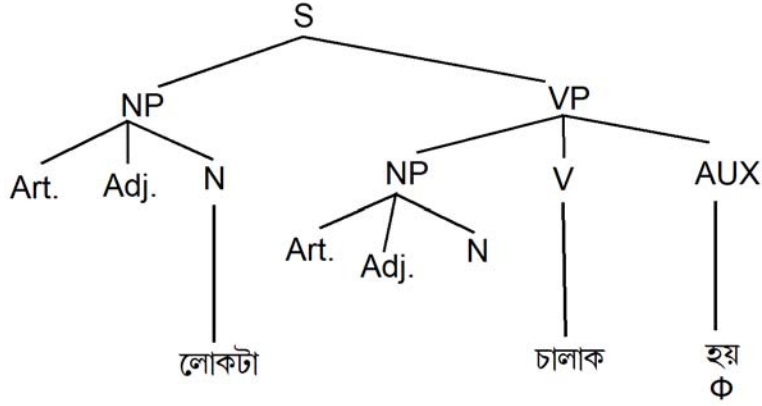 S
NP VP
Art. Adj. N NP V AUX
Art. Adj. N
লোকটা চালাক হয়
Φ